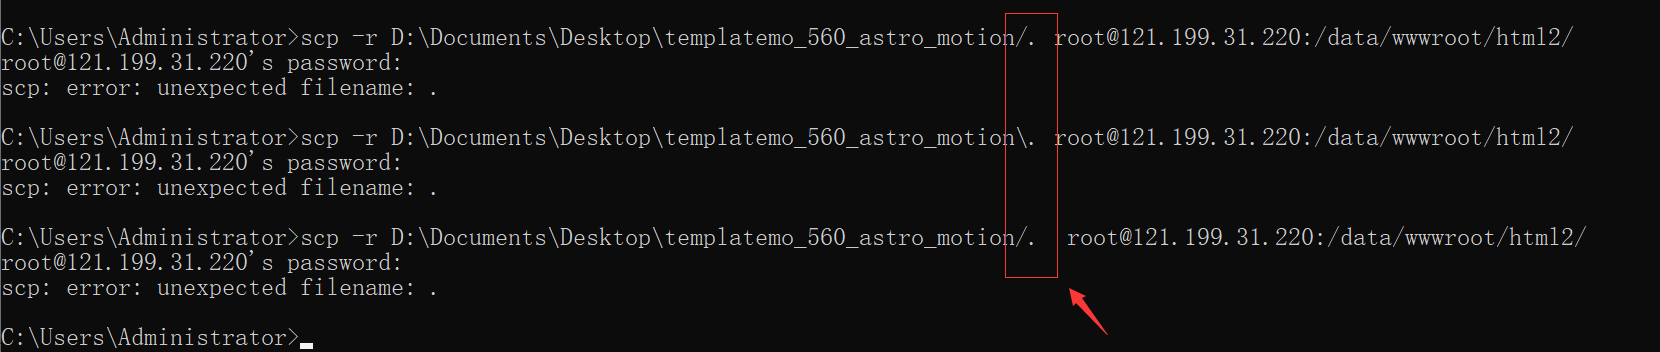 C:\Users\Administrator>scp -r D:\Documents\Desktop\templatemo_560_astro_motion/. root@121.199.31.220:/data/wwwroot/html2/
root@121.199.31.220's password:
scp: error: unexpected filename: .
C:\Users\Administrator>scp -r D:\Documents\Desktop\templatemo_560_astro_motion\. root@121.199.31.220:/data/wwwroot/html2/
root@121.199.31.220's password:
scp: error: unexpected filename: .
C:\Users\Administrator>scp -r D:\Documents\Desktop\templatemo_560_astro_motion/.  root@121.199.31.220:/data/wwwroot/html2/
root@121.199.31.220's password:
scp: error: unexpected filename: .
C:\Users\Administrator>